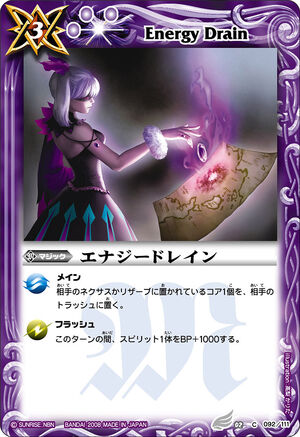 3
Energy Drain
マジック
エナジードレイン
メイン
相手のネクサスかリザーブに置かれているコア1個を、相手の
トラッシュに置く。
フラッシュ
このターンの間、スピリット1体をBP+1000する。
02 C 092/111
© SUNRISE・NBN BANDAI 2008 MADE IN JAPAN